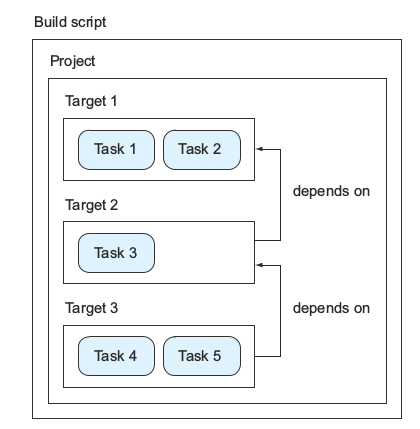 Build script
Project
Target 1
Task 1 Task 2
depends on
Target 2
Task 3
Target 3
depends on
Task 4 Task 5